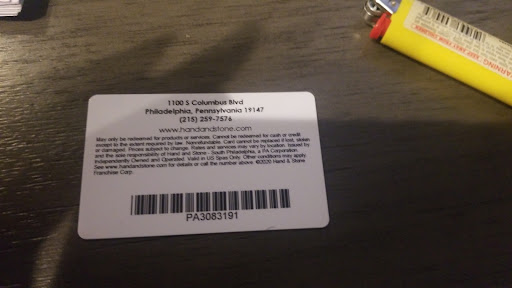 1100 S Columbus Blvd
Philadelphia, Pennsylvania 19147
(215) 259-7576
www.handandstone.com
May only be redeemed for products or services. Cannot be redeemed for cash or credit
except to the extent required by law. Nonrefundable. Card cannot be replaced if lost, stolen
or damaged. Prices subject to change. Rates and services may vary by location. Issued by
and the sole responsibility of Hand and Stone - South Philadelphia, a PA Corporation.
Independently Owned and Operated. Valid in US Spas Only. Other conditions may apply.
See www.handandstone.com for details or call the number above. ©2020 Hand & Stone
Franchise Corp.
PA3083191
WARNING